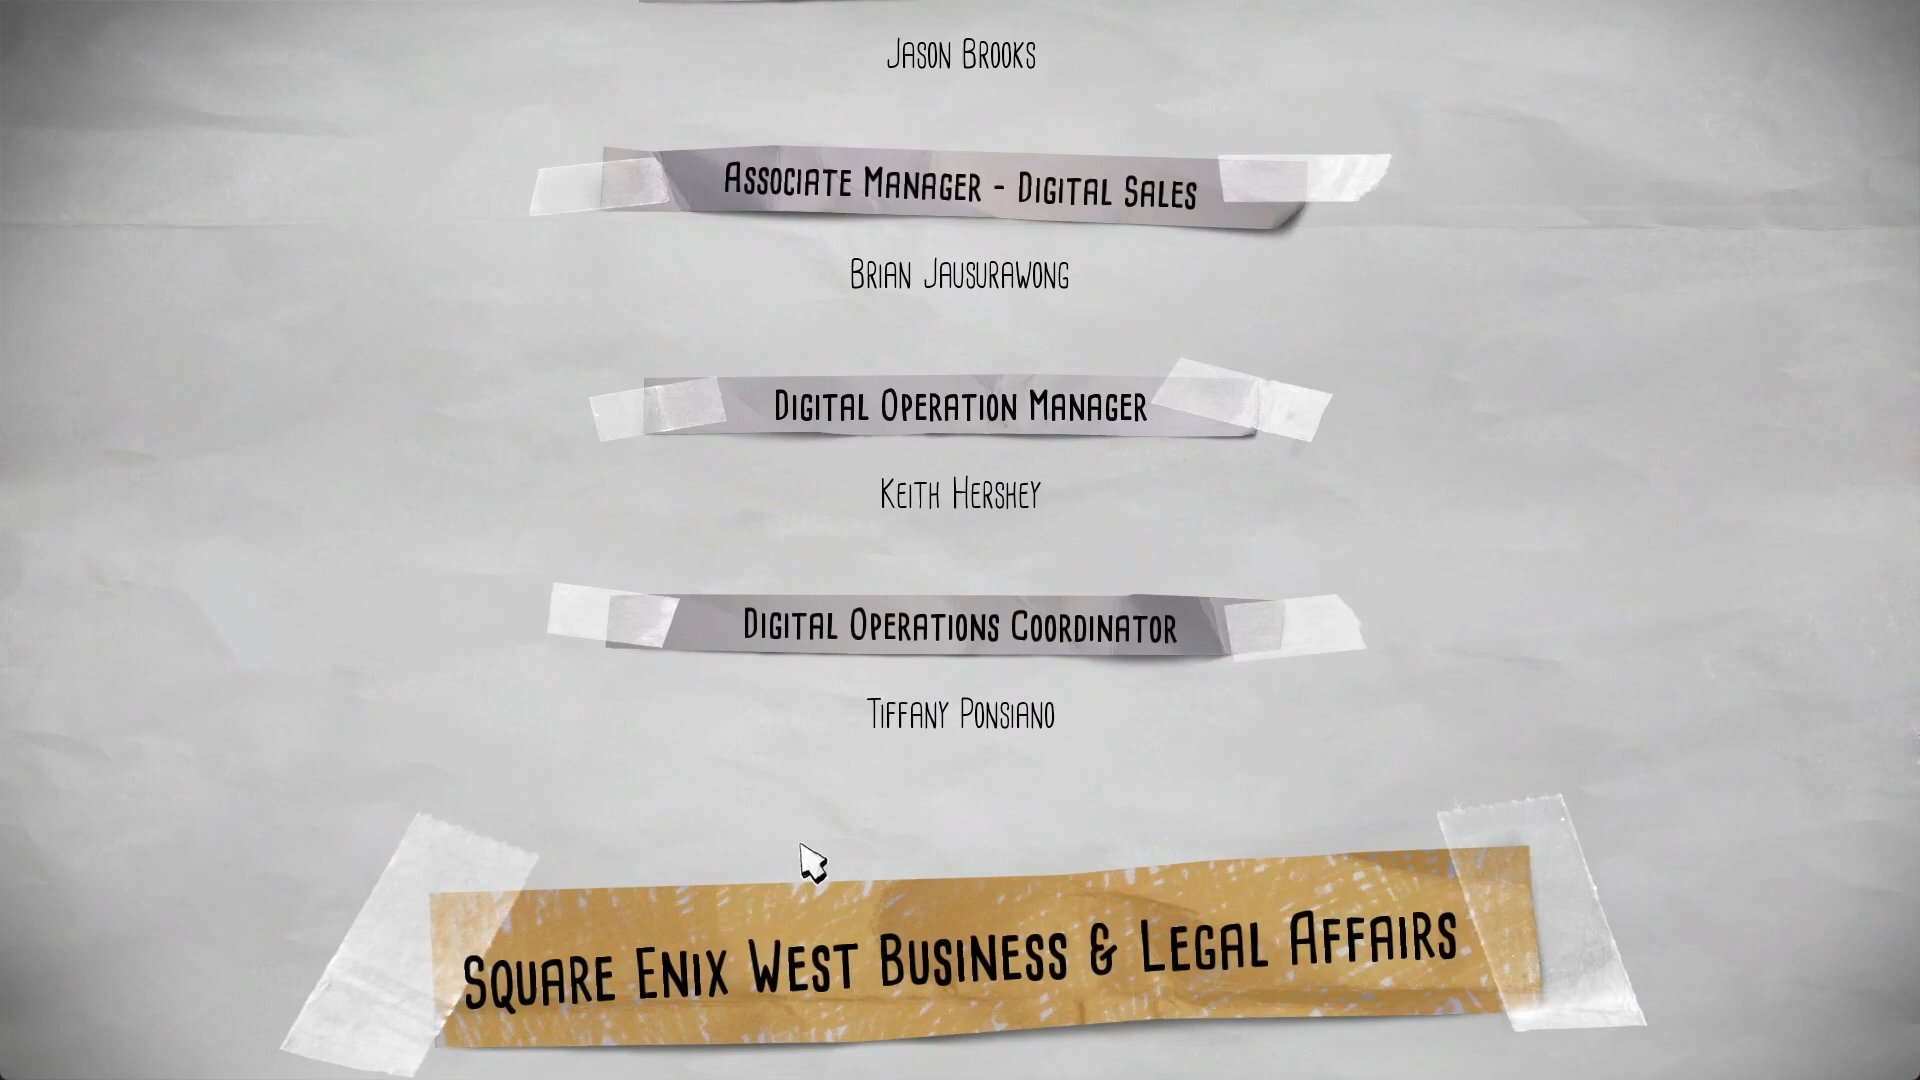 Jason Brooks
Associate Manager - Digital Sales
Brian Jausurawong
Digital Operation Manager
Keith Hershey
Digital Operations Coordinator
Tiffany Ponsiano
Square Enix West Business & Legal Affairs